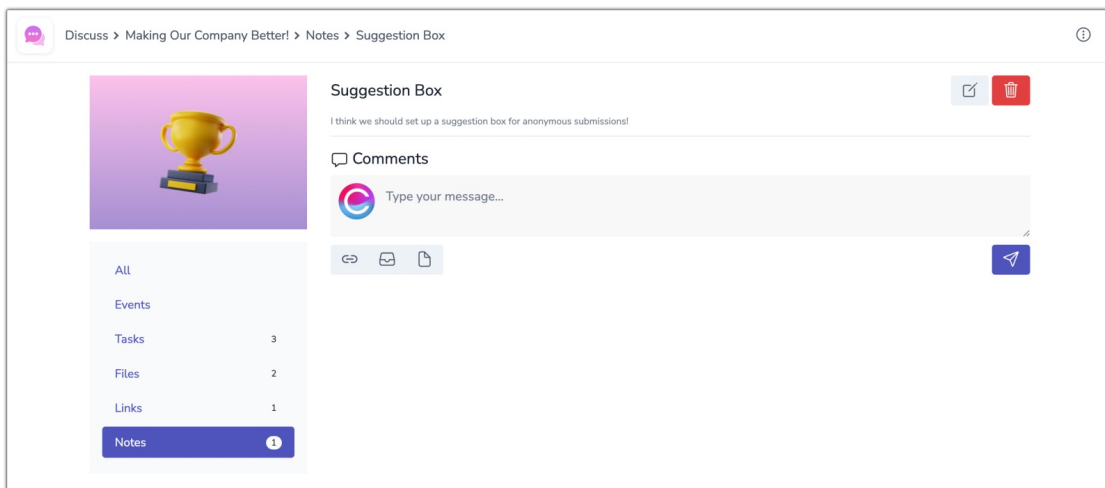 Discuss > Making Our Company Better! > Notes > Suggestion Box
Suggestion Box
I think we should set up a suggestion box for anonymous submissions!
Comments
Type your message...
All
Events
Tasks 3
Files 2
Links 1
Notes 1